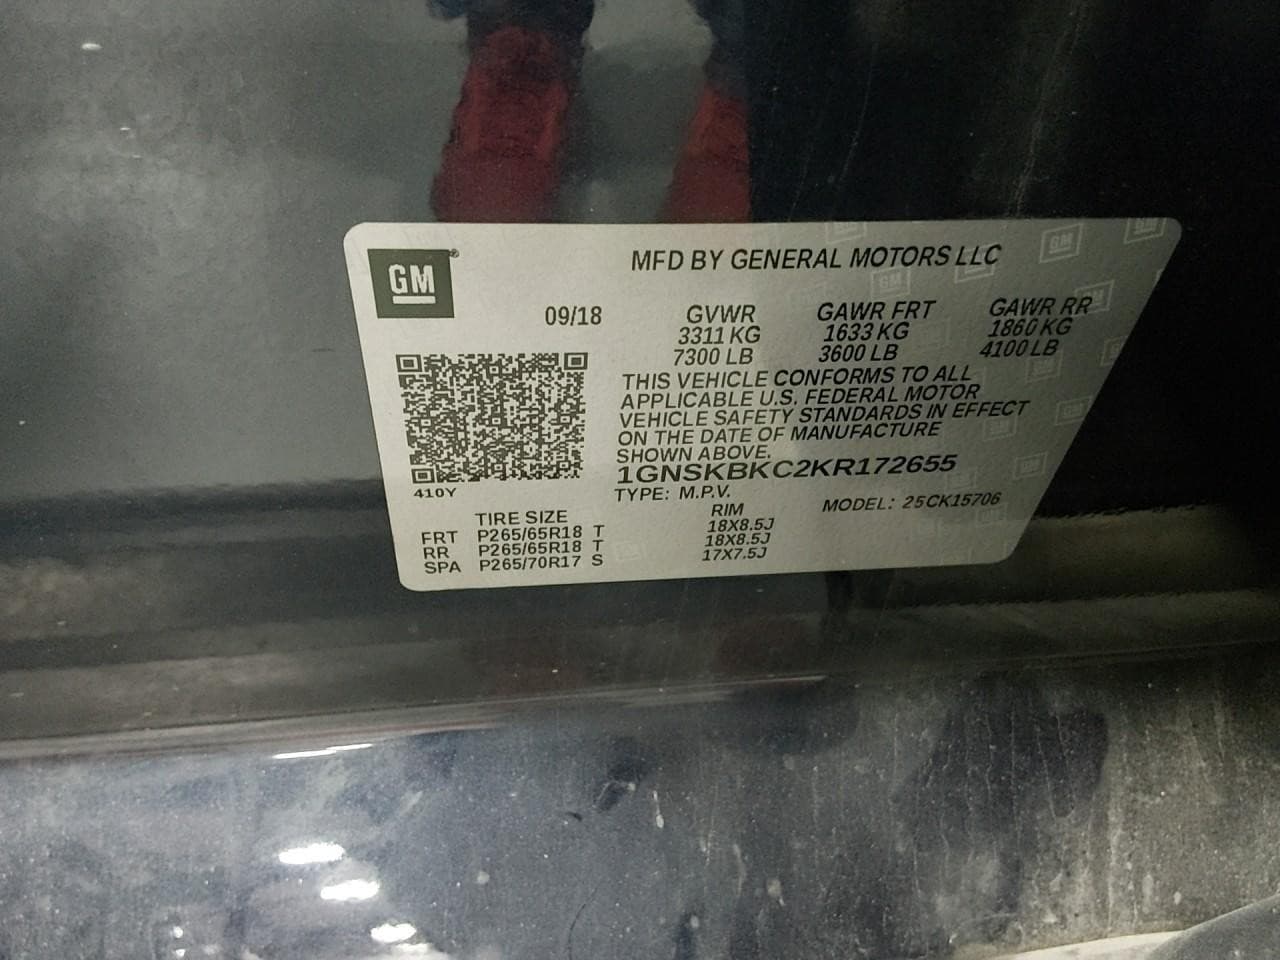 GM®
MFD BY GENERAL MOTORS LLC
09/18 GVWR GAWR FRT GAWR RR
3311 KG 1633 KG 1860 KG
7300 LB 3600 LB 4100 LB
THIS VEHICLE CONFORMS TO ALL
APPLICABLE U.S. FEDERAL MOTOR
VEHICLE SAFETY STANDARDS IN EFFECT
ON THE DATE OF MANUFACTURE
SHOWN ABOVE.
1GNSKBKC2KR172655
410Y
TYPE: M.P.V. MODEL: 25CK15706
TIRE SIZE RIM
FRT P265/65R18 T 18X8.5J
RR P265/65R18 T 18X8.5J
SPA P265/70R17 S 17X7.5J